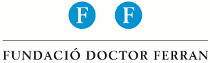 F F
FUNDACIÓ DOCTOR FERRAN